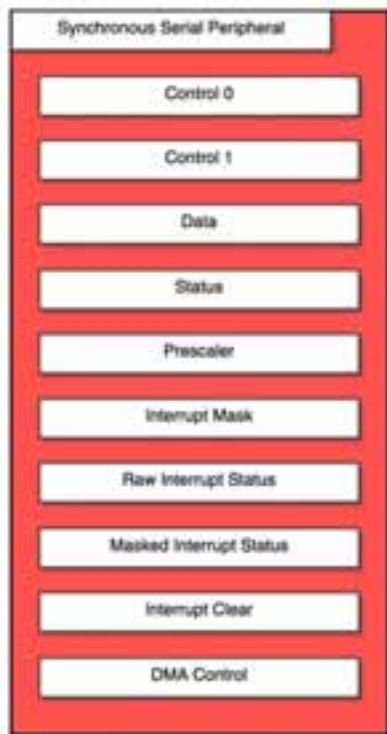 Synchronous Serial Peripheral
Control 0
Control 1
Data
Status
Prescaler
Interrupt Mask
Raw Interrupt Status
Masked Interrupt Status
Interrupt Clear
DMA Control